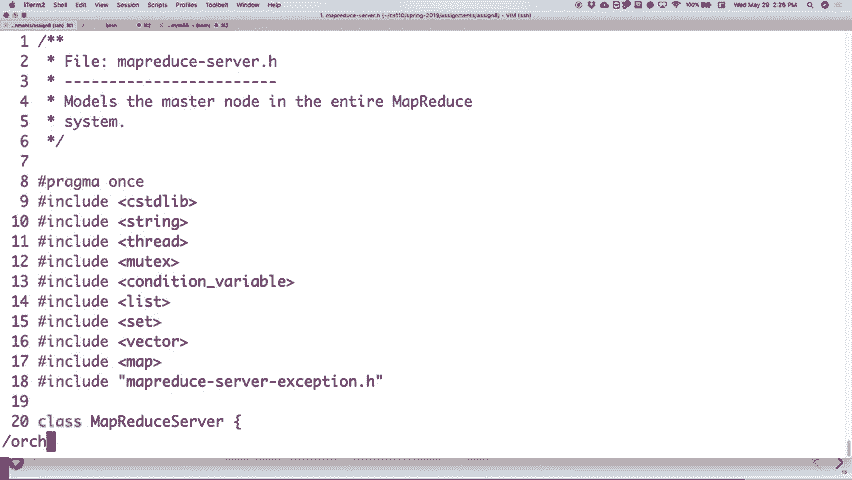 iTerm2 Shell Edit View Session Scripts Profiles Toolbelt Window Help 100% Wed May 29 2:26 PM
1. mapreduce-server.h (~/cs110/spring-2019/assignments/assign8) - VIM (ssh)
1 /**
2 * File: mapreduce-server.h
3 * ------------------------
4 * Models the master node in the entire MapReduce
5 * system.
6 */
7
8 #pragma once
9 #include <cstdlib>
10 #include <string>
11 #include <thread>
12 #include <mutex>
13 #include <condition_variable>
14 #include <list>
15 #include <set>
16 #include <vector>
17 #include <map>
18 #include "mapreduce-server-exception.h"
19
20 class MapReduceServer {
/orch